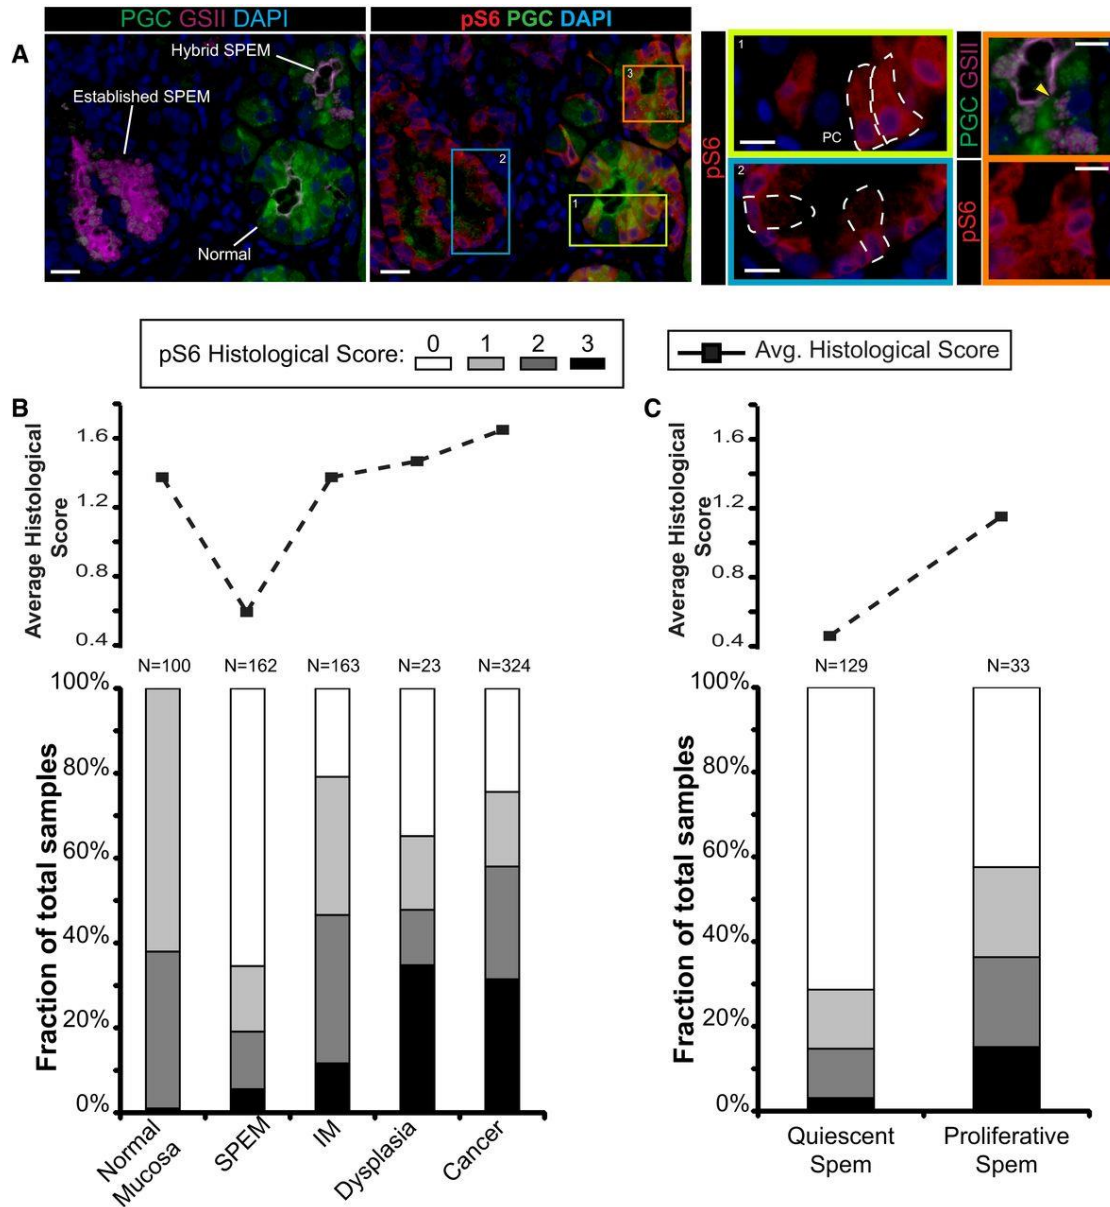 PGC GSII DAPI
pS6 PGC DAPI
A
Hybrid SPEM
Established SPEM
Normal
3
2
1
pS6
1
PC
2
PGC GSII
pS6
pS6 Histological Score: 0 1 2 3
Avg. Histological Score
B
Average Histological
Score
1.6
1.2
0.8
0.4
N=100 N=162 N=163 N=23 N=324
Fraction of total samples
100%
80%
60%
40%
20%
0%
Normal
Mucosa
SPEM
IM
Dysplasia
Cancer
C
Average Histological
Score
1.6
1.2
0.8
0.4
N=129 N=33
Fraction of total samples
100%
80%
60%
40%
20%
0%
Quiescent
Spem
Proliferative
Spem